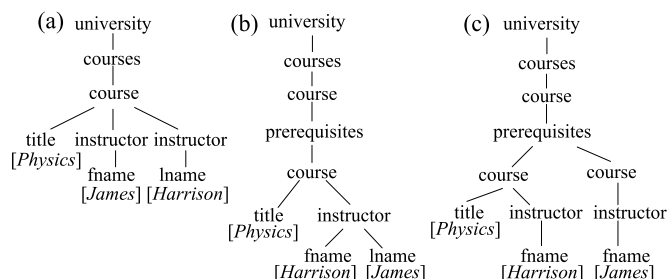 (a) university
courses
course
title instructor instructor
[Physics] fname lname
[James] [Harrison]
(b) university
courses
course
prerequisites
course
title instructor
[Physics]
fname lname
[Harrison] [James]
(c) university
courses
course
prerequisites
course course
title instructor instructor
[Physics]
fname fname
[Harrison] [James]